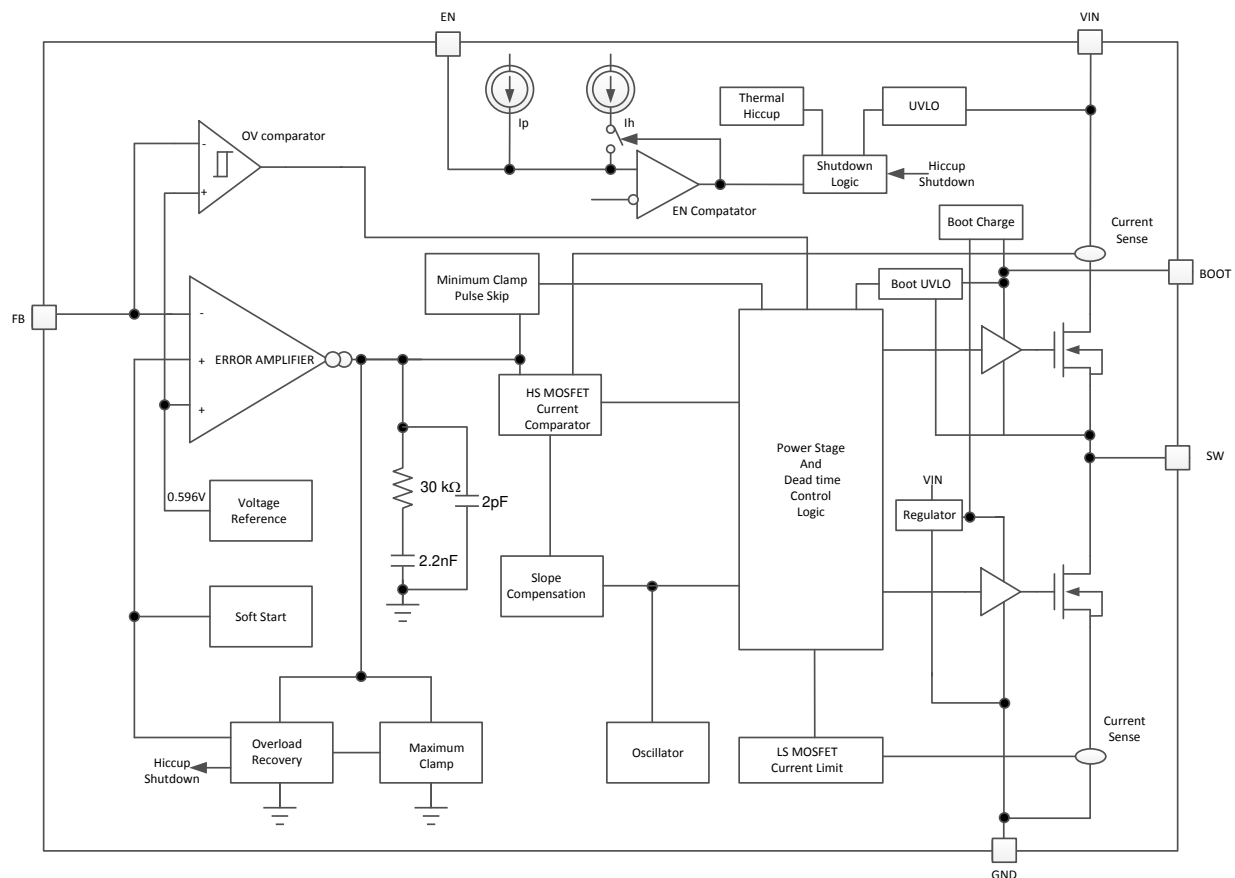 EN
VIN
Ip
Ih
Thermal
Hiccup
UVLO
OV comparator
-
+
Shutdown
Logic
Hiccup
Shutdown
EN Compatator
Boot Charge
Current
Sense
BOOT
Minimum Clamp
Pulse Skip
Boot UVLO
FB
-
+
+
ERROR AMPLIFIER
HS MOSFET
Current
Comparator
Power Stage
And
Dead time
Control
Logic
SW
0.596V
Voltage
Reference
30 kΩ
2pF
2.2nF
VIN
Regulator
Slope
Compensation
Soft Start
Overload
Recovery
Maximum
Clamp
Hiccup
Shutdown
Oscillator
LS MOSFET
Current Limit
Current
Sense
GND